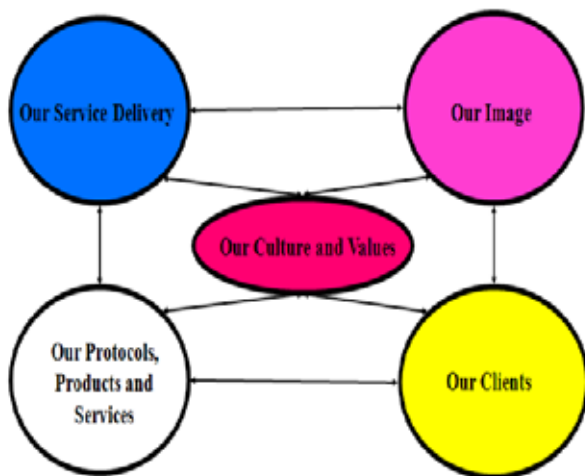 Our Service Delivery
Our Image
Our Culture and Values
Our Protocols,
Products and
Services
Our Clients